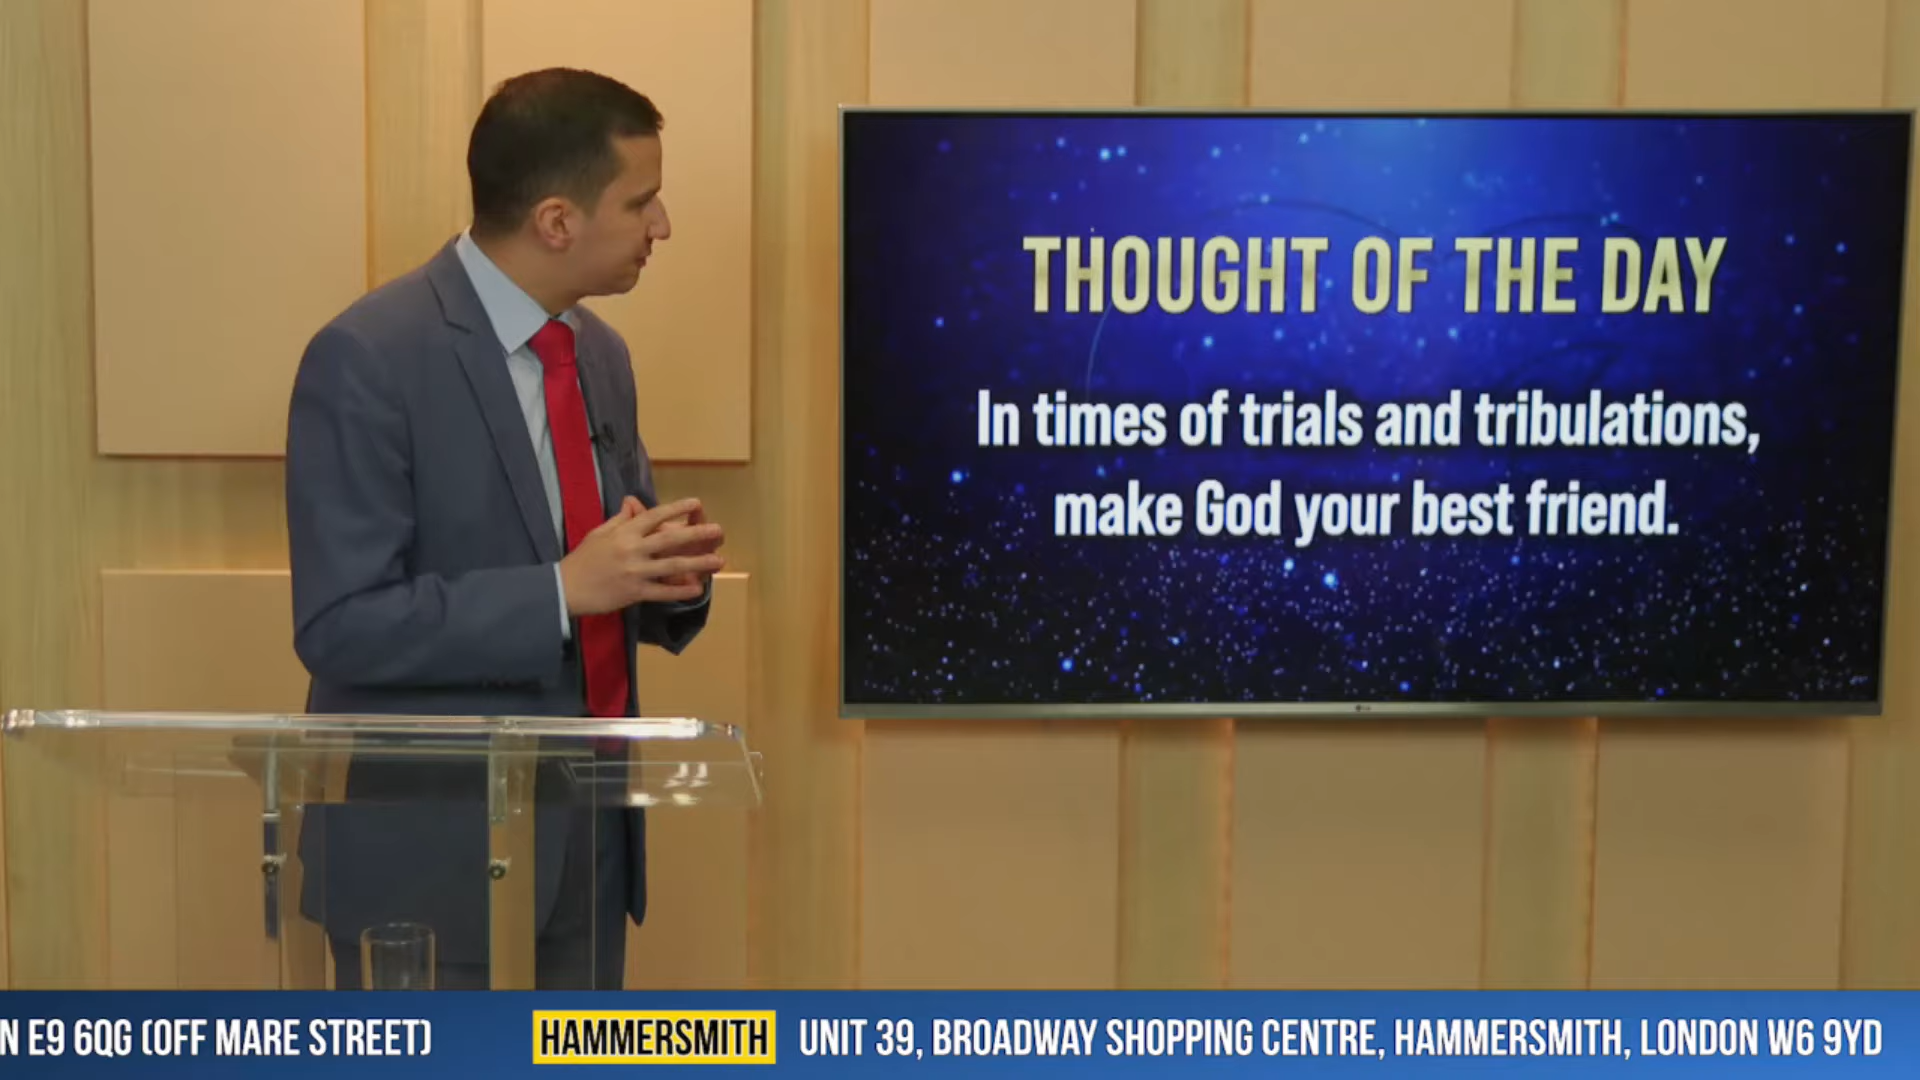 THOUGHT OF THE DAY
In times of trials and tribulations,
make God your best friend.
N E9 6QG (OFF MARE STREET)
HAMMERSMITH
UNIT 39, BROADWAY SHOPPING CENTRE, HAMMERSMITH, LONDON W6 9YD